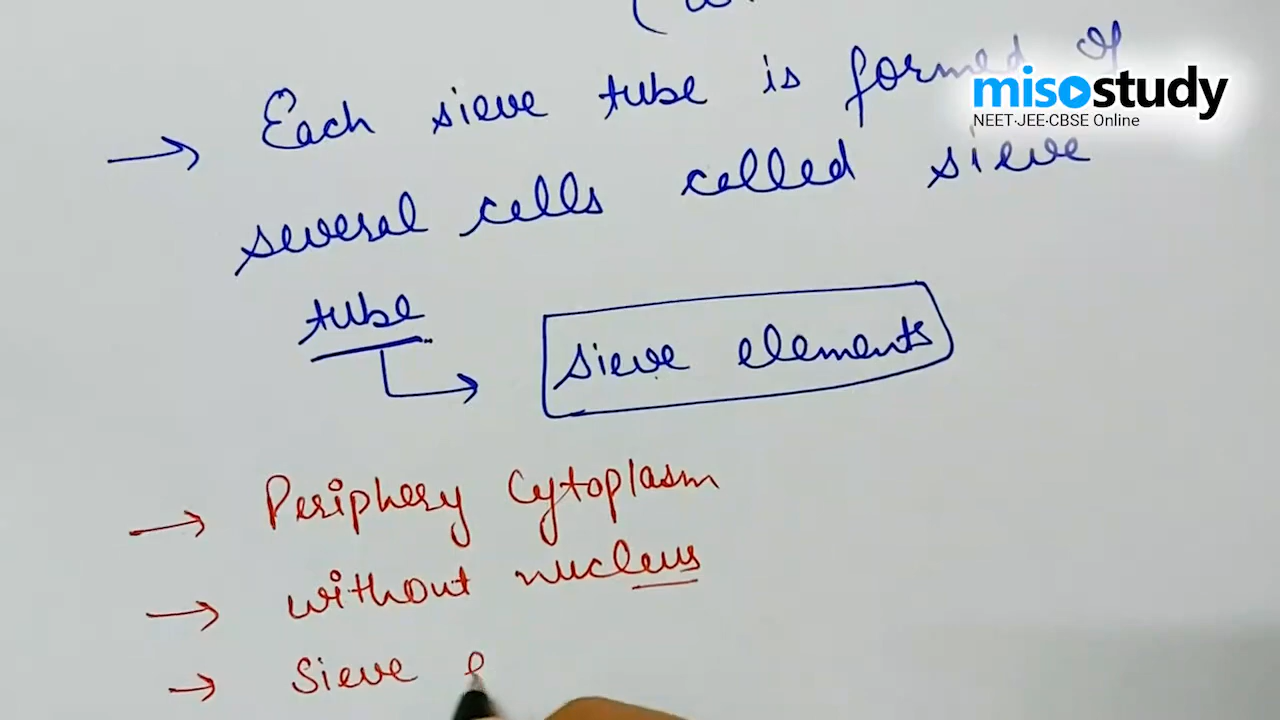 (
→ Each sieve tube is formed of
misostudy
NEET·JEE·CBSE Online
several cells called sieve
tube
sieve elements
→ Periphery Cytoplasm
→ without nucleus
→ Sieve